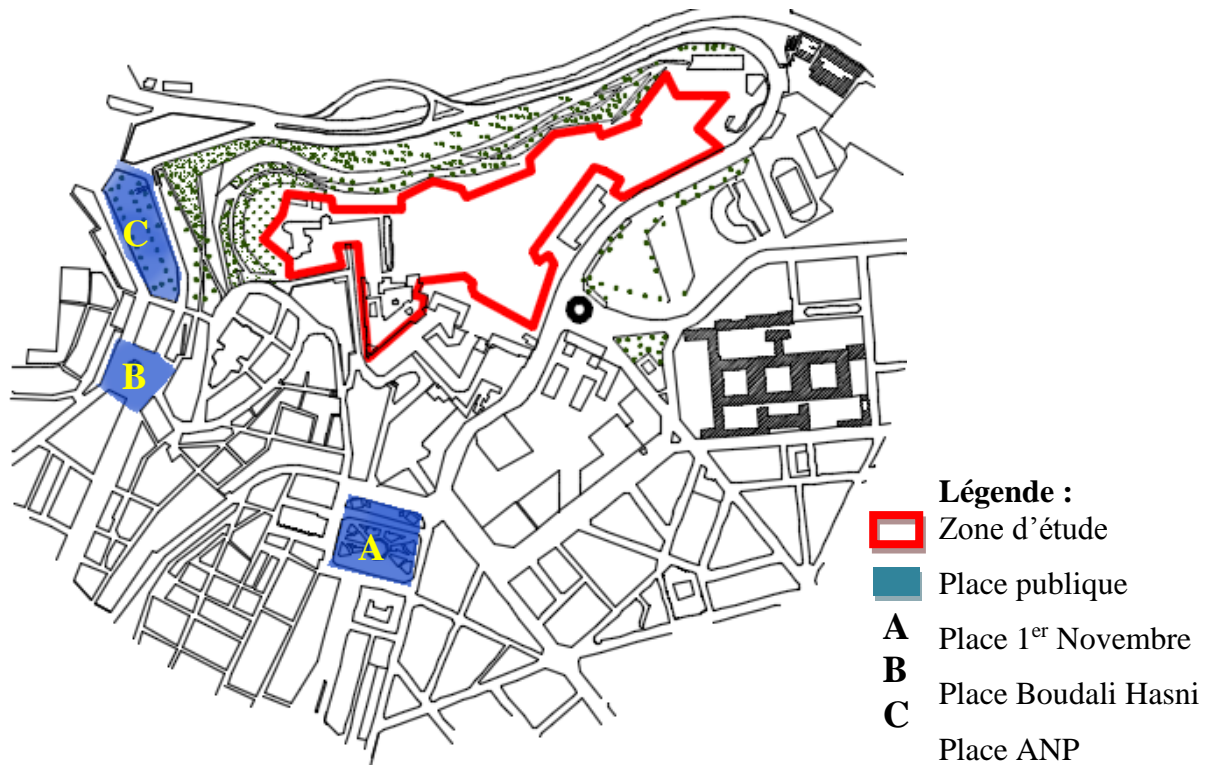 C
B
A
Légende :
Zone d'étude
Place publique
A
Place 1er Novembre
B
Place Boudali Hasni
C
Place ANP